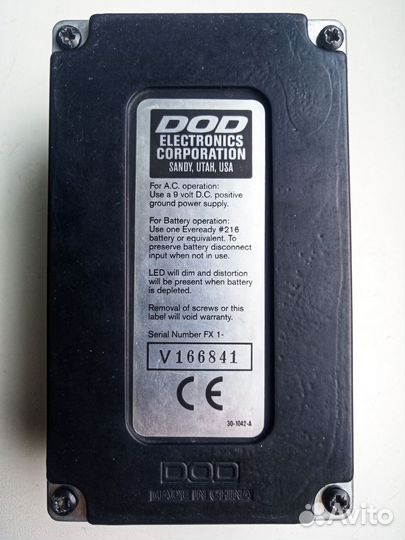 DOD
ELECTRONICS
CORPORATION
SANDY, UTAH, USA
For A.C. operation:
Use a 9 volt D.C. positive
ground power supply.
For Battery operation:
Use one Eveready #216
battery or equivalent. To
preserve battery disconnect
input when not in use.
LED will dim and distortion
will be present when battery
is depleted.
Removal of screws or this
label will void warranty.
Serial Number FX 1-
V166841
CE
30-1042-A
DOD
MADE IN CHINA
Avito